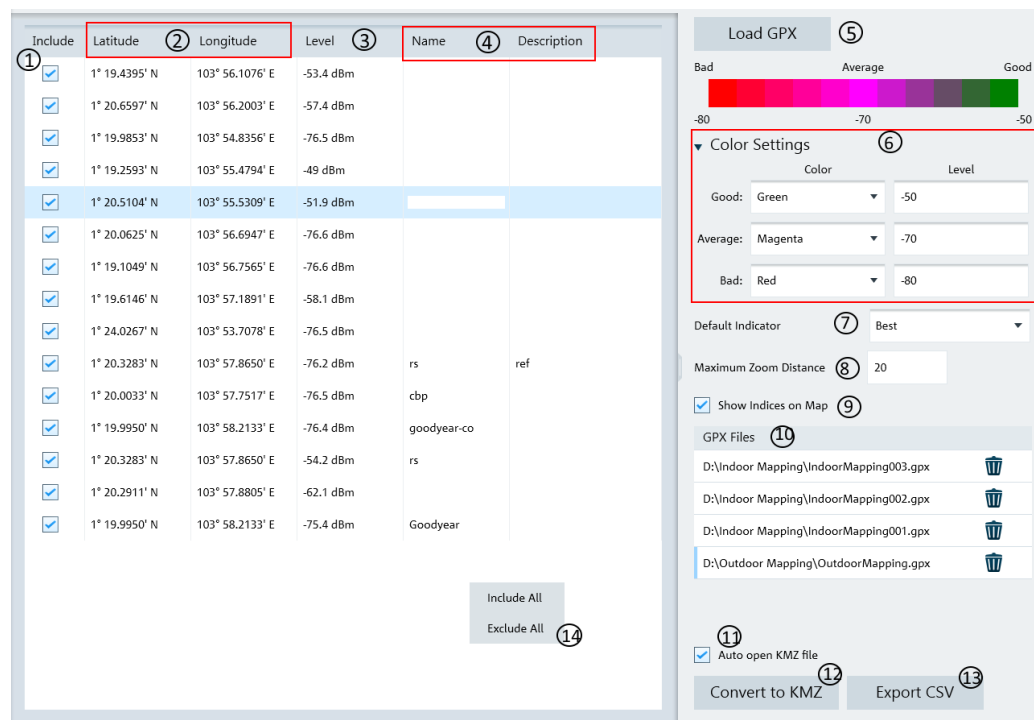 Include Latitude ② Longitude Level ③ Name ④ Description
①
1° 19.4395' N 103° 56.1076' E -53.4 dBm
1° 20.6597' N 103° 56.2003' E -57.4 dBm
1° 19.9853' N 103° 54.8356' E -76.5 dBm
1° 19.2593' N 103° 55.4794' E -49 dBm
1° 20.5104' N 103° 55.5309' E -51.9 dBm
1° 20.0625' N 103° 56.6947' E -76.6 dBm
1° 19.1049' N 103° 56.7565' E -76.6 dBm
1° 19.6146' N 103° 57.1891' E -58.1 dBm
1° 24.0267' N 103° 53.7078' E -76.5 dBm
1° 20.3283' N 103° 57.8650' E -76.2 dBm rs ref
1° 20.0033' N 103° 57.7517' E -76.5 dBm cbp
1° 19.9950' N 103° 58.2133' E -76.4 dBm goodyear-co
1° 20.3283' N 103° 57.8650' E -54.2 dBm rs
1° 20.2911' N 103° 57.8805' E -62.1 dBm
1° 19.9950' N 103° 58.2133' E -75.4 dBm Goodyear
Include All
Exclude All ⑭
Load GPX ⑤
Bad Average Good
-80 -70 -50
Color Settings ⑥
Color Level
Good: Green -50
Average: Magenta -70
Bad: Red -80
Default Indicator ⑦ Best
Maximum Zoom Distance ⑧ 20
Show Indices on Map ⑨
GPX Files ⑩
D:\Indoor Mapping\IndoorMapping003.gpx
D:\Indoor Mapping\IndoorMapping002.gpx
D:\Indoor Mapping\IndoorMapping001.gpx
D:\Outdoor Mapping\OutdoorMapping.gpx
⑪
Auto open KMZ file
Convert to KMZ ⑫ Export CSV ⑬